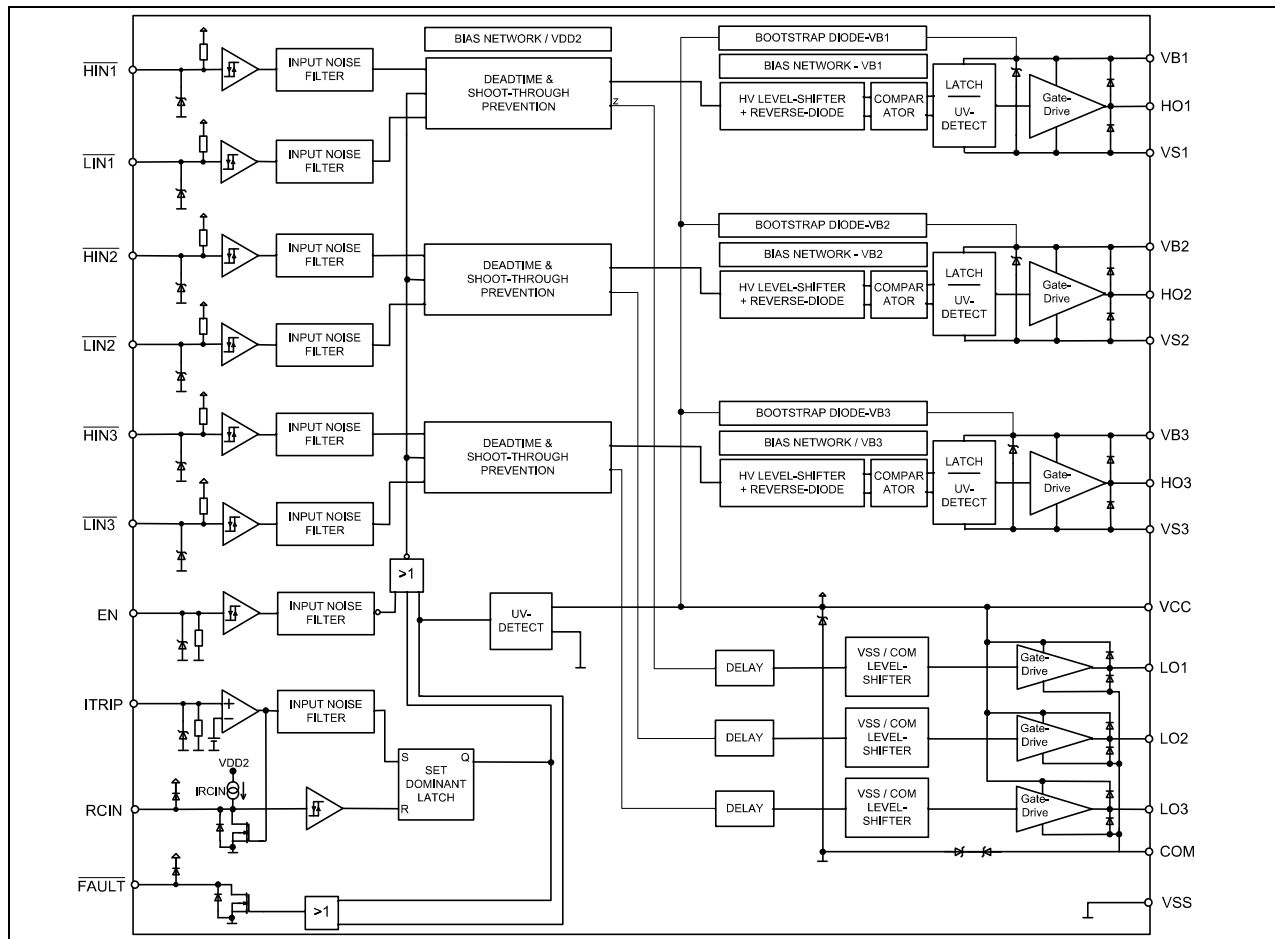 BIAS NETWORK / VDD2
BOOTSTRAP DIODE-VB1
HIN1
INPUT NOISE
FILTER
DEADTIME &
SHOOT-THROUGH
PREVENTION
Z
BIAS NETWORK - VB1
HV LEVEL-SHIFTER
+ REVERSE-DIODE
COMPAR
ATOR
LATCH
UV-
DETECT
Gate-
Drive
VB1
HO1
VS1
LIN1
INPUT NOISE
FILTER
HIN2
INPUT NOISE
FILTER
DEADTIME &
SHOOT-THROUGH
PREVENTION
BOOTSTRAP DIODE-VB2
BIAS NETWORK - VB2
HV LEVEL-SHIFTER
+ REVERSE-DIODE
COMPAR
ATOR
LATCH
UV-
DETECT
Gate-
Drive
VB2
HO2
VS2
LIN2
INPUT NOISE
FILTER
HIN3
INPUT NOISE
FILTER
DEADTIME &
SHOOT-THROUGH
PREVENTION
BOOTSTRAP DIODE-VB3
BIAS NETWORK / VB3
HV LEVEL-SHIFTER
+ REVERSE-DIODE
COMPAR
ATOR
LATCH
UV-
DETECT
Gate-
Drive
VB3
HO3
VS3
LIN3
INPUT NOISE
FILTER
>1
EN
INPUT NOISE
FILTER
UV-
DETECT
VCC
DELAY
VSS / COM
LEVEL-
SHIFTER
Gate-
Drive
LO1
ITRIP
+
−
INPUT NOISE
FILTER
DELAY
VSS / COM
LEVEL-
SHIFTER
Gate-
Drive
LO2
VDD2
IRCIN
RCIN
S
Q
R
SET
DOMINANT
LATCH
DELAY
VSS / COM
LEVEL-
SHIFTER
Gate-
Drive
LO3
COM
FAULT
>1
VSS